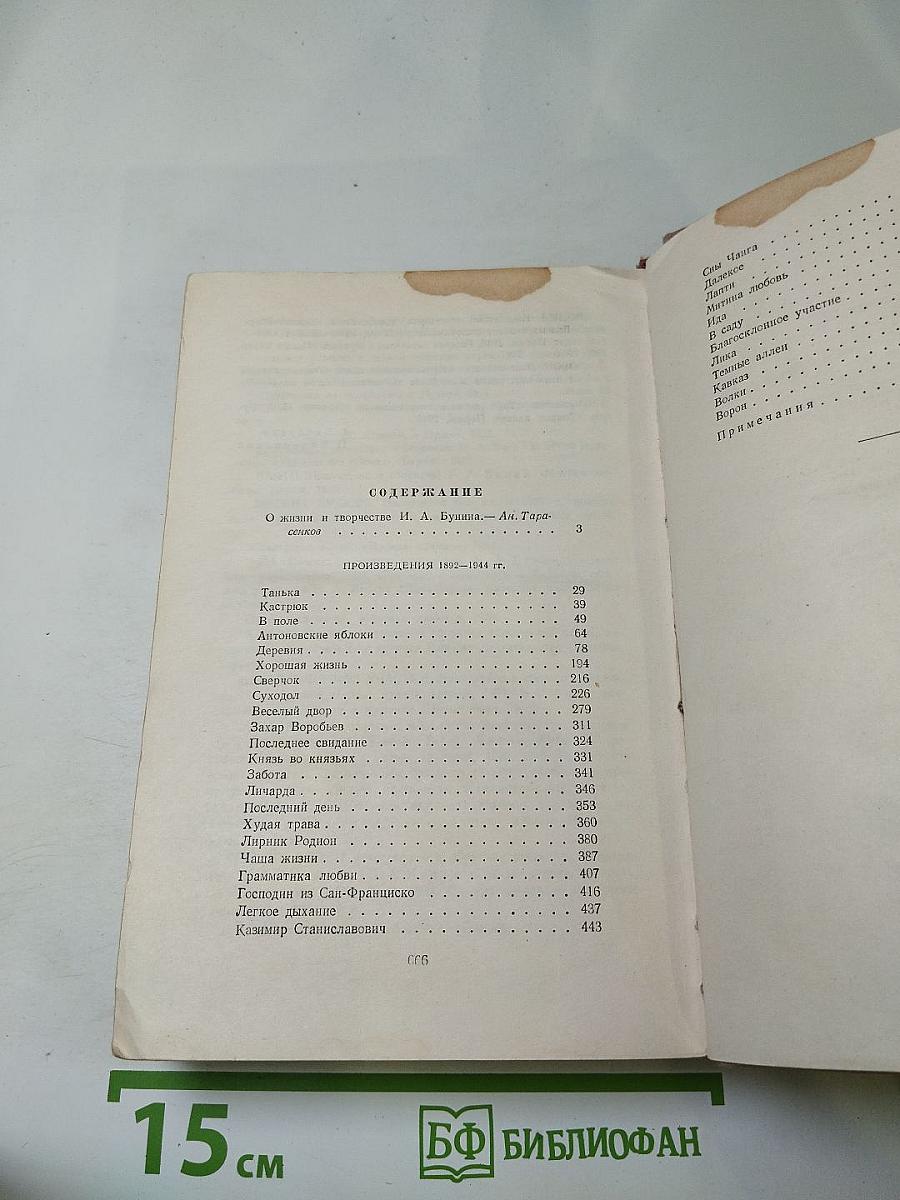 СОДЕРЖАНИЕ
О жизни и творчестве И. А. Бунина.— Ан. Тара-
сенков . . . . . . . . . . . . . . . . . . . 3
ПРОИЗВЕДЕНИЯ 1892—1944 гг.
Танька . . . . . . . . . . . . . . . . . . . . . 29
Кастрюк . . . . . . . . . . . . . . . . . . . . 39
В поле . . . . . . . . . . . . . . . . . . . . . 49
Антоновские яблоки . . . . . . . . . . . . . . . 64
Деревня . . . . . . . . . . . . . . . . . . . . . 78
Хорошая жизнь . . . . . . . . . . . . . . . . . 194
Сверчок . . . . . . . . . . . . . . . . . . . . 216
Суходол . . . . . . . . . . . . . . . . . . . . 226
Веселый двор . . . . . . . . . . . . . . . . . . 279
Захар Воробьев . . . . . . . . . . . . . . . . . 311
Последнее свидание . . . . . . . . . . . . . . . 324
Князь во князьях . . . . . . . . . . . . . . . . 331
Забота . . . . . . . . . . . . . . . . . . . . . 341
Личарда . . . . . . . . . . . . . . . . . . . . 346
Последний день . . . . . . . . . . . . . . . . . 353
Худая трава . . . . . . . . . . . . . . . . . . 360
Лирник Родион . . . . . . . . . . . . . . . . . 380
Чаша жизни . . . . . . . . . . . . . . . . . . . 387
Грамматика любви . . . . . . . . . . . . . . . . 407
Господин из Сан-Франциско . . . . . . . . . . . 416
Легкое дыхание . . . . . . . . . . . . . . . . . 437
Казимир Станиславович . . . . . . . . . . . . . 443
666
Сны Чанга . . . . . . . . .
Далексе . . . . . . . . . .
Лапти . . . . . . . . . . .
Митина любовь . . . . . . .
Ида . . . . . . . . . . . .
В саду . . . . . . . . . . .
Благосклонное участие . . .
Лика . . . . . . . . . . . .
Темные аллеи . . . . . . . .
Кавказ . . . . . . . . . . .
Волки . . . . . . . . . . .
Ворон . . . . . . . . . . .
Примечания . . . . . .
15 см
БФ БИБЛИОФАН